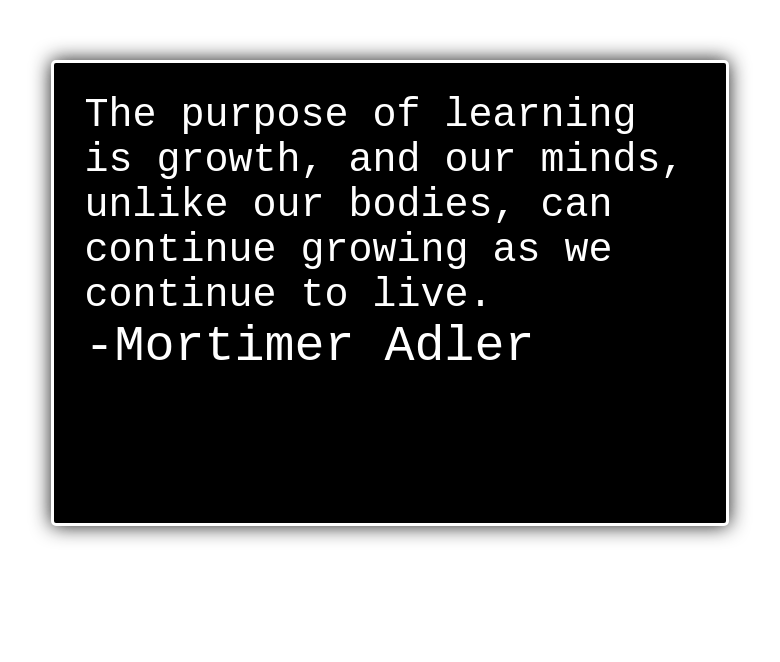 The purpose of learning
is growth, and our minds,
unlike our bodies, can
continue growing as we
continue to live.
-Mortimer Adler